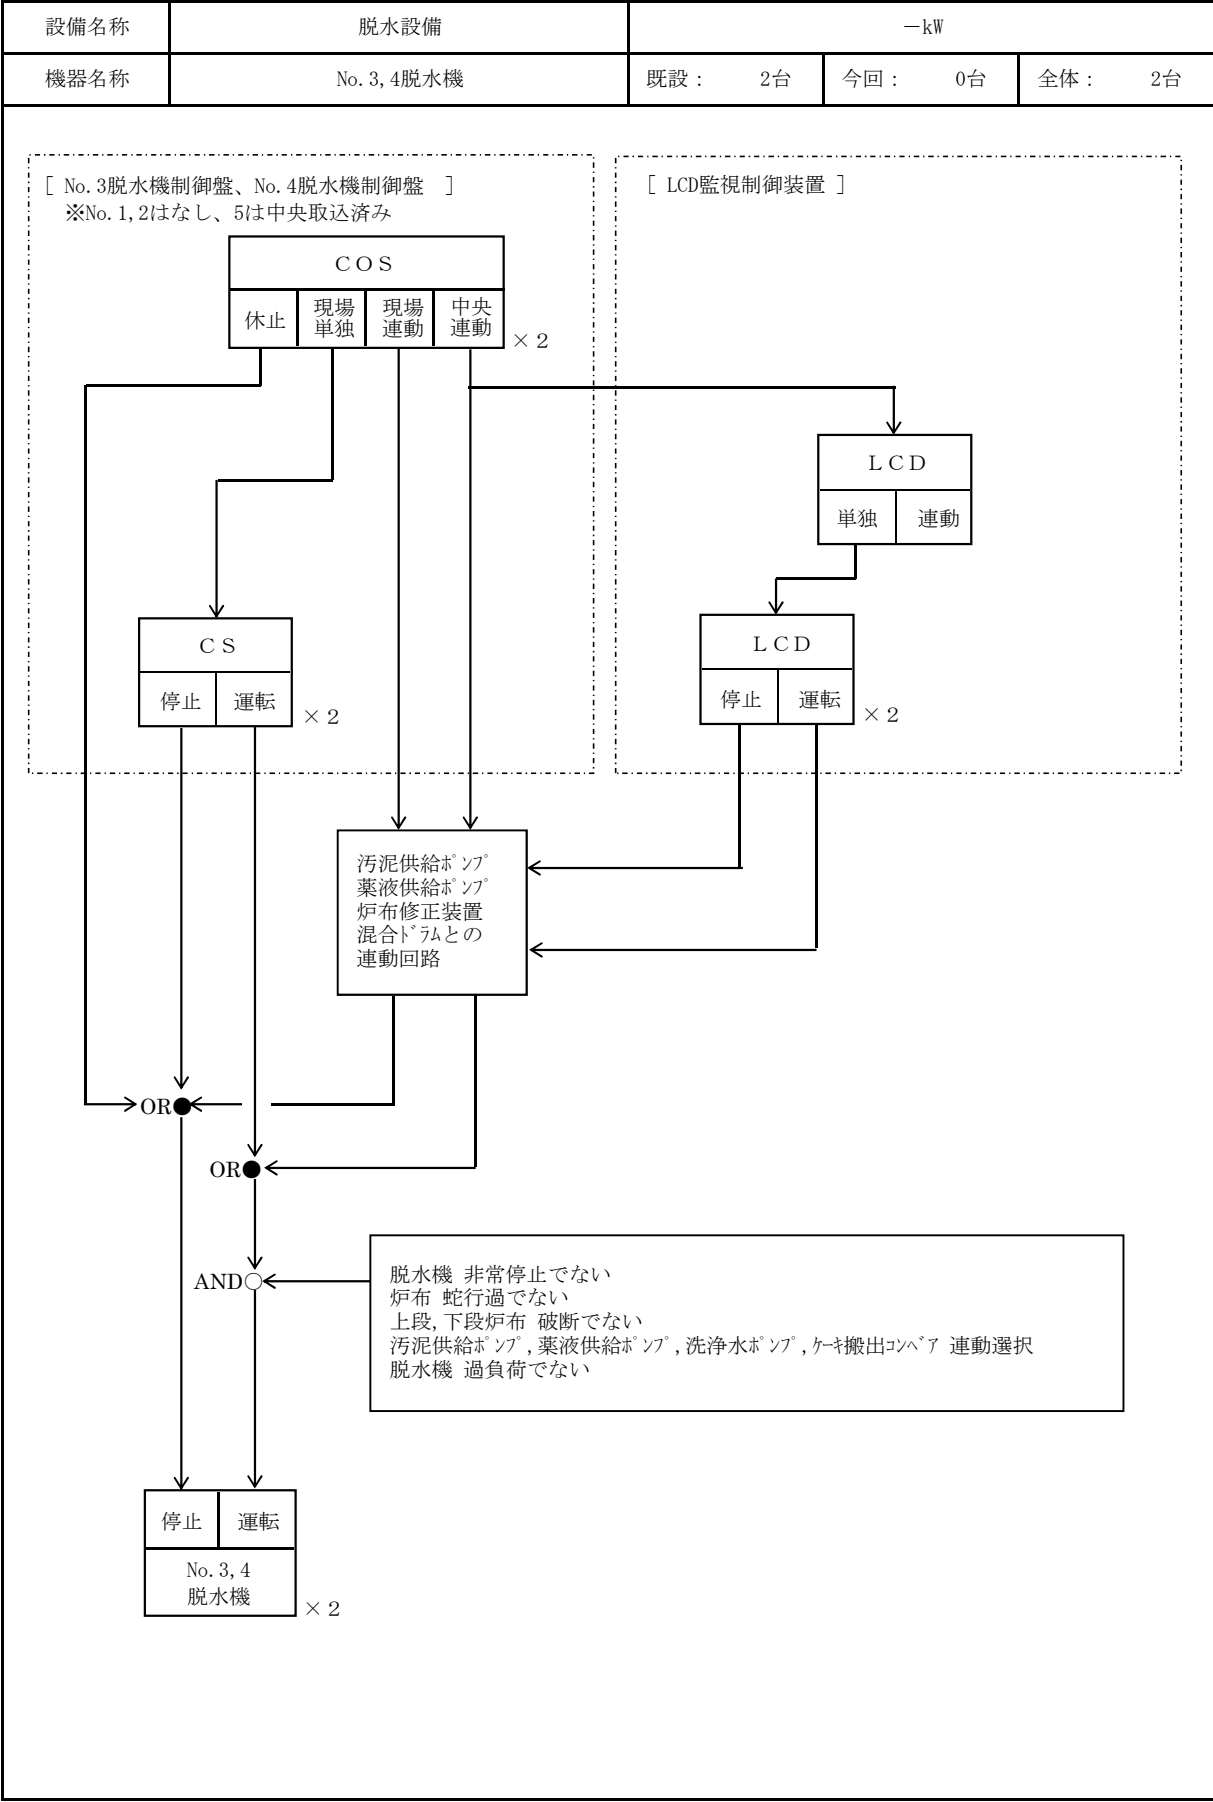 設備名称 脱水設備 －kW
機器名称 No.3,4脱水機 既設： 2台 今回： 0台 全体： 2台
［ No.3脱水機制御盤、No.4脱水機制御盤 ］
※No.1,2はなし、5は中央取込済み
［ LCD監視制御装置 ］
ＣＯＳ
休止
現場
単独
現場
連動
中央
連動
×２
ＬＣＤ
単独 連動
ＣＳ
停止 運転
×２
ＬＣＤ
停止 運転
×２
汚泥供給ﾎﾟﾝﾌﾟ
薬液供給ﾎﾟﾝﾌﾟ
炉布修正装置
混合ﾄﾞﾗﾑとの
連動回路
OR
OR
AND
脱水機 非常停止でない
炉布 蛇行過でない
上段,下段炉布 破断でない
汚泥供給ﾎﾟﾝﾌﾟ,薬液供給ﾎﾟﾝﾌﾟ,洗浄水ﾎﾟﾝﾌﾟ,ｹｰｷ搬出ｺﾝﾍﾞｱ 連動選択
脱水機 過負荷でない
停止 運転
No.3,4
脱水機
×２